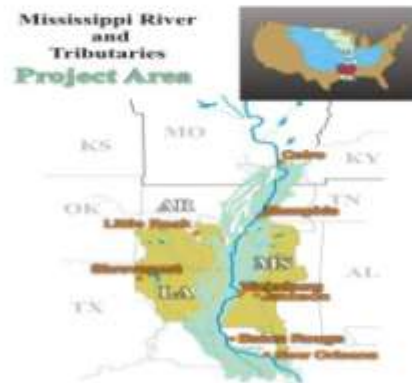 Mississippi River
and
Tributaries
Project Area
MO
KS
Cairo
KY
OK
AR
TN
Memphis
Little Rock
Shreveport
MS
AL
Vicksburg
Jackson
LA
TX
Baton Rouge
New Orleans